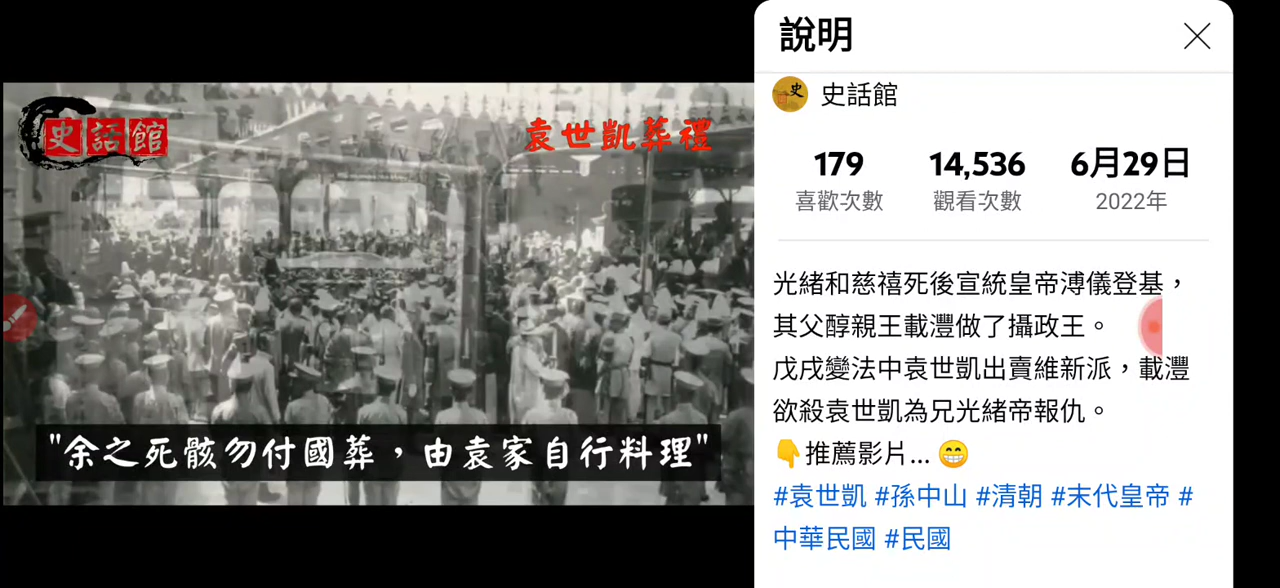 史話館
袁世凱葬禮
"余之死骸勿付國葬，由袁家自行料理"
說明
史話館
179 14,536 6月29日
喜歡次數 觀看次數 2022年
光緒和慈禧死後宣統皇帝溥儀登基，
其父醇親王載灃做了攝政王。
戊戌變法中袁世凱出賣維新派，載灃
欲殺袁世凱為兄光緒帝報仇。
👇推薦影片... 😁
#袁世凱 #孫中山 #清朝 #末代皇帝 #
中華民國 #民國